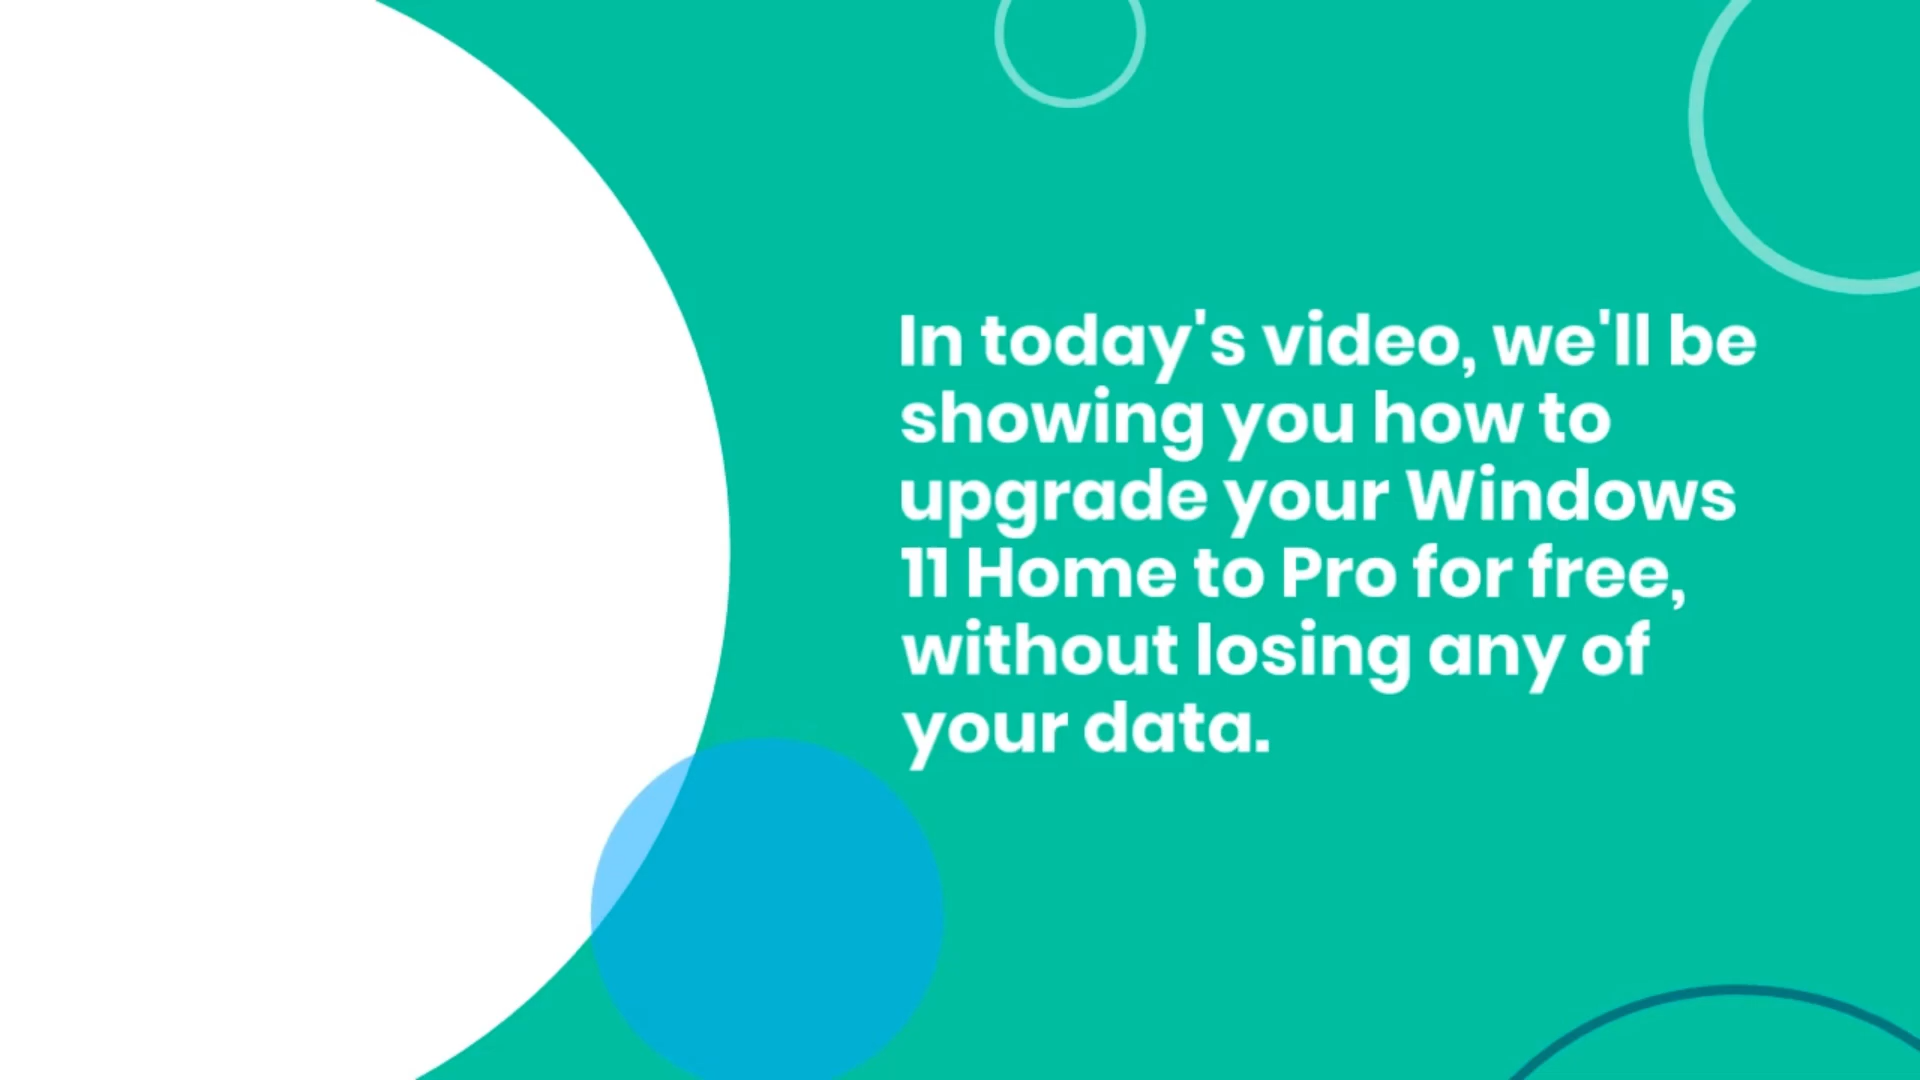 In today's video, we'll be
showing you how to
upgrade your Windows
11 Home to Pro for free,
without losing any of
your data.